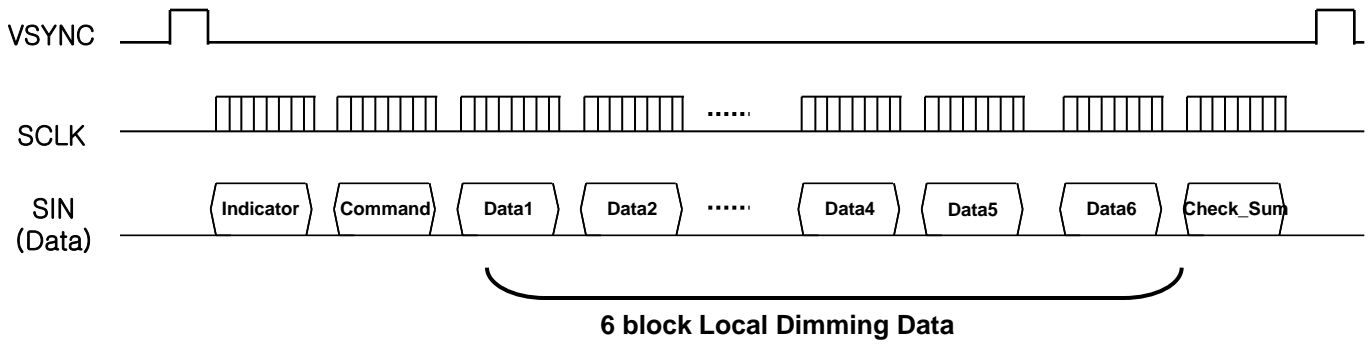 VSYNC
SCLK
SIN
(Data)
Indicator Command Data1 Data2 ...... Data4 Data5 Data6 Check_Sum
6 block Local Dimming Data